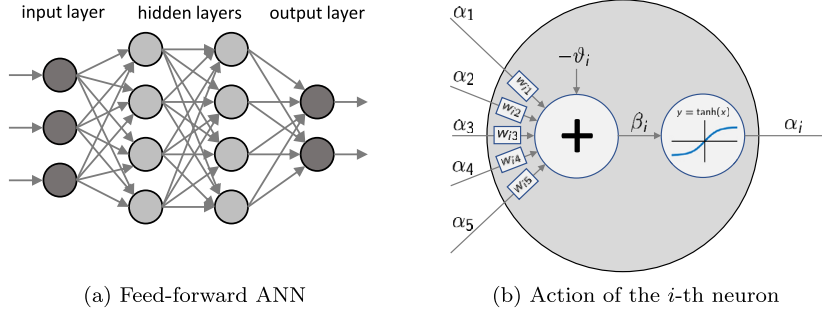 input layer hidden layers output layer
α1
α2
α3
α4
α5
wi1
wi2
wi3
wi4
wi5
−ϑi
+
βi
y = tanh(x)
αi
(a) Feed-forward ANN
(b) Action of the i-th neuron